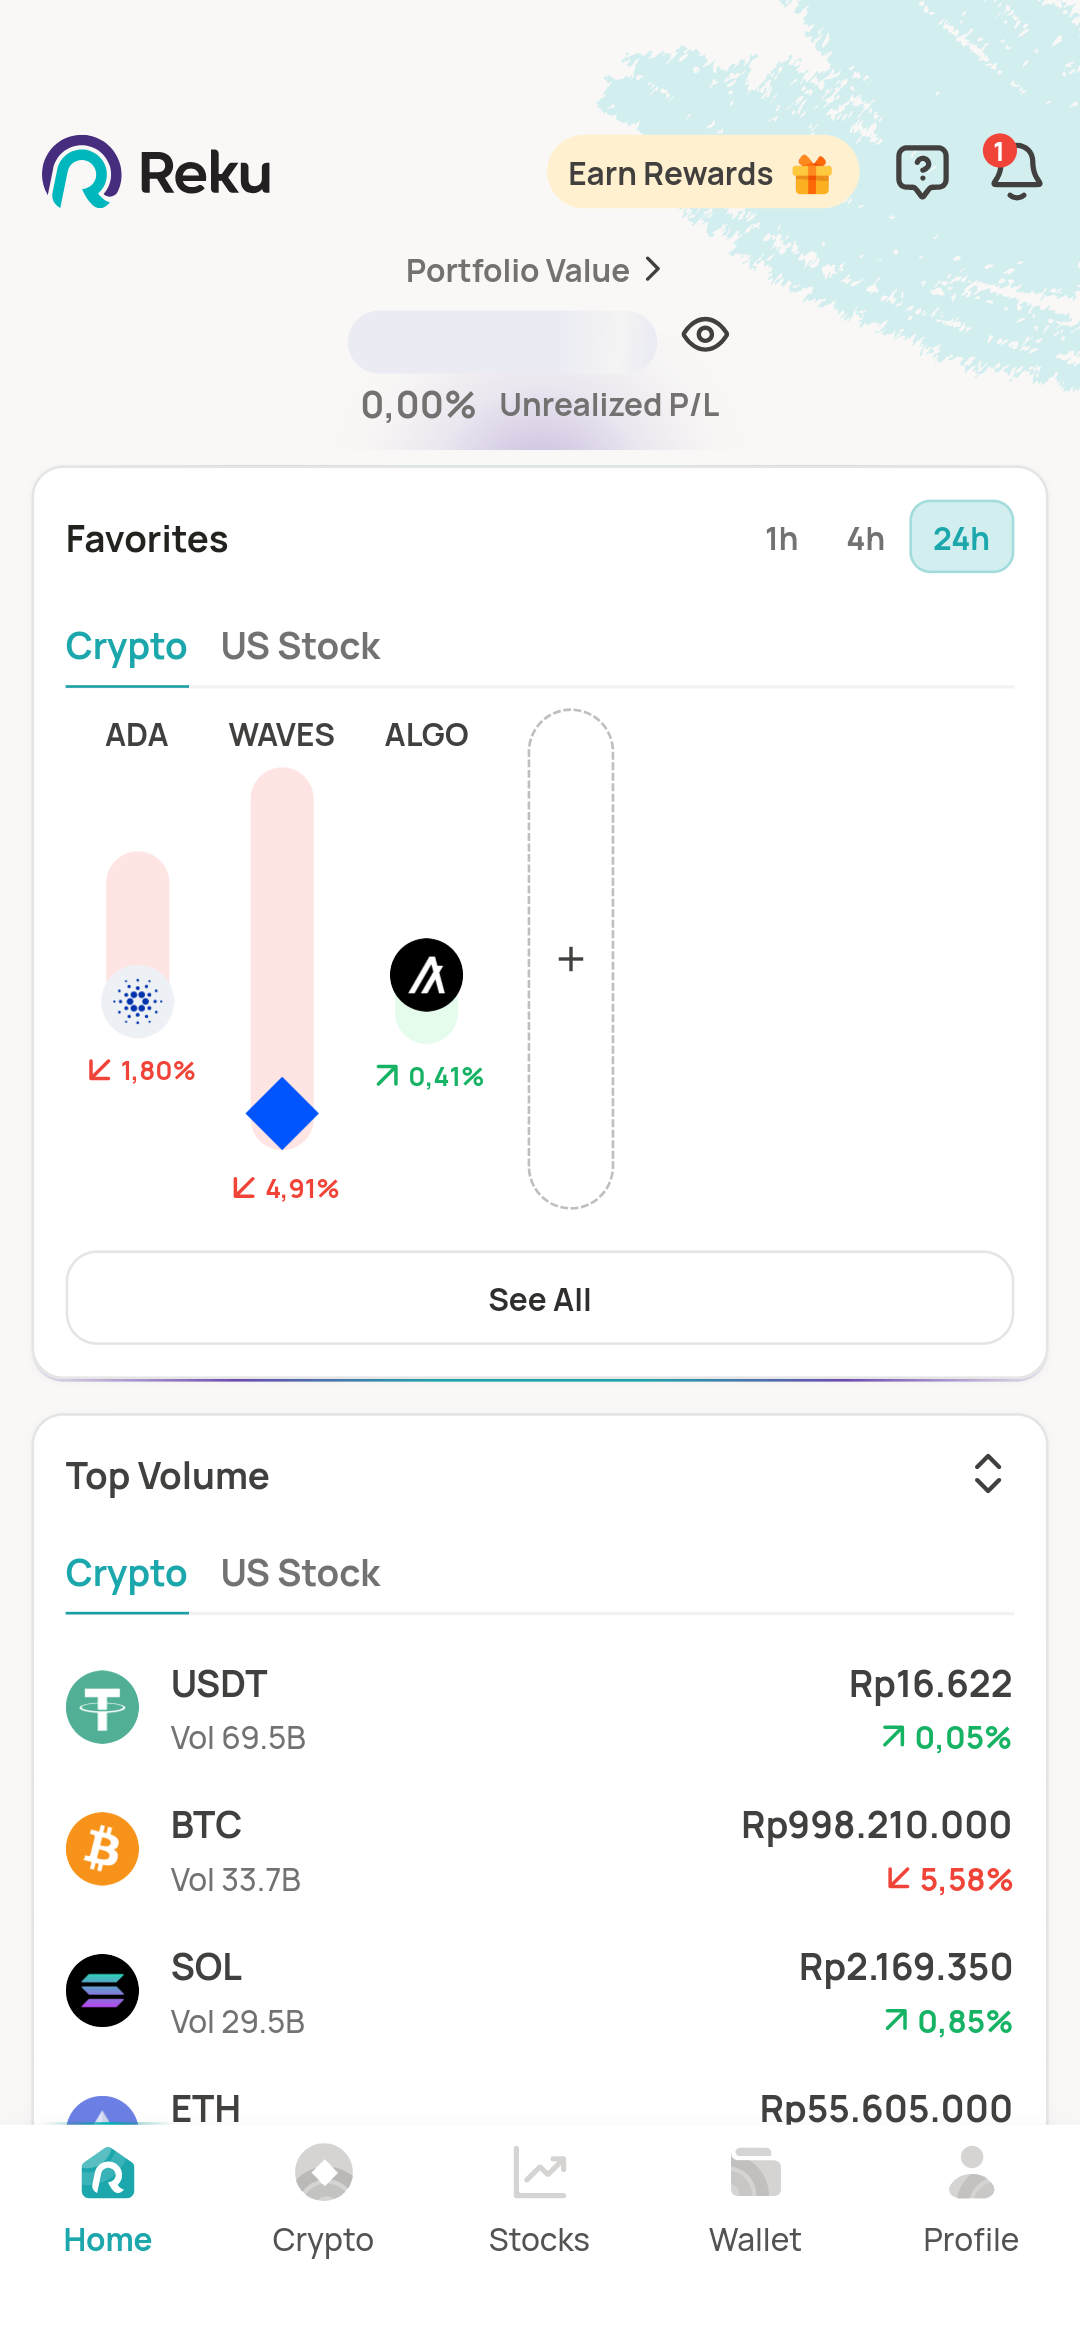 Reku
Earn Rewards
1
Portfolio Value
0,00% Unrealized P/L
Favorites
1h 4h 24h
Crypto US Stock
ADA WAVES ALGO
1,80%
0,41%
4,91%
See All
Top Volume
Crypto US Stock
USDT Rp16.622
Vol 69.5B 0,05%
BTC Rp998.210.000
Vol 33.7B 5,58%
SOL Rp2.169.350
Vol 29.5B 0,85%
ETH Rp55.605.000
Home Crypto Stocks Wallet Profile